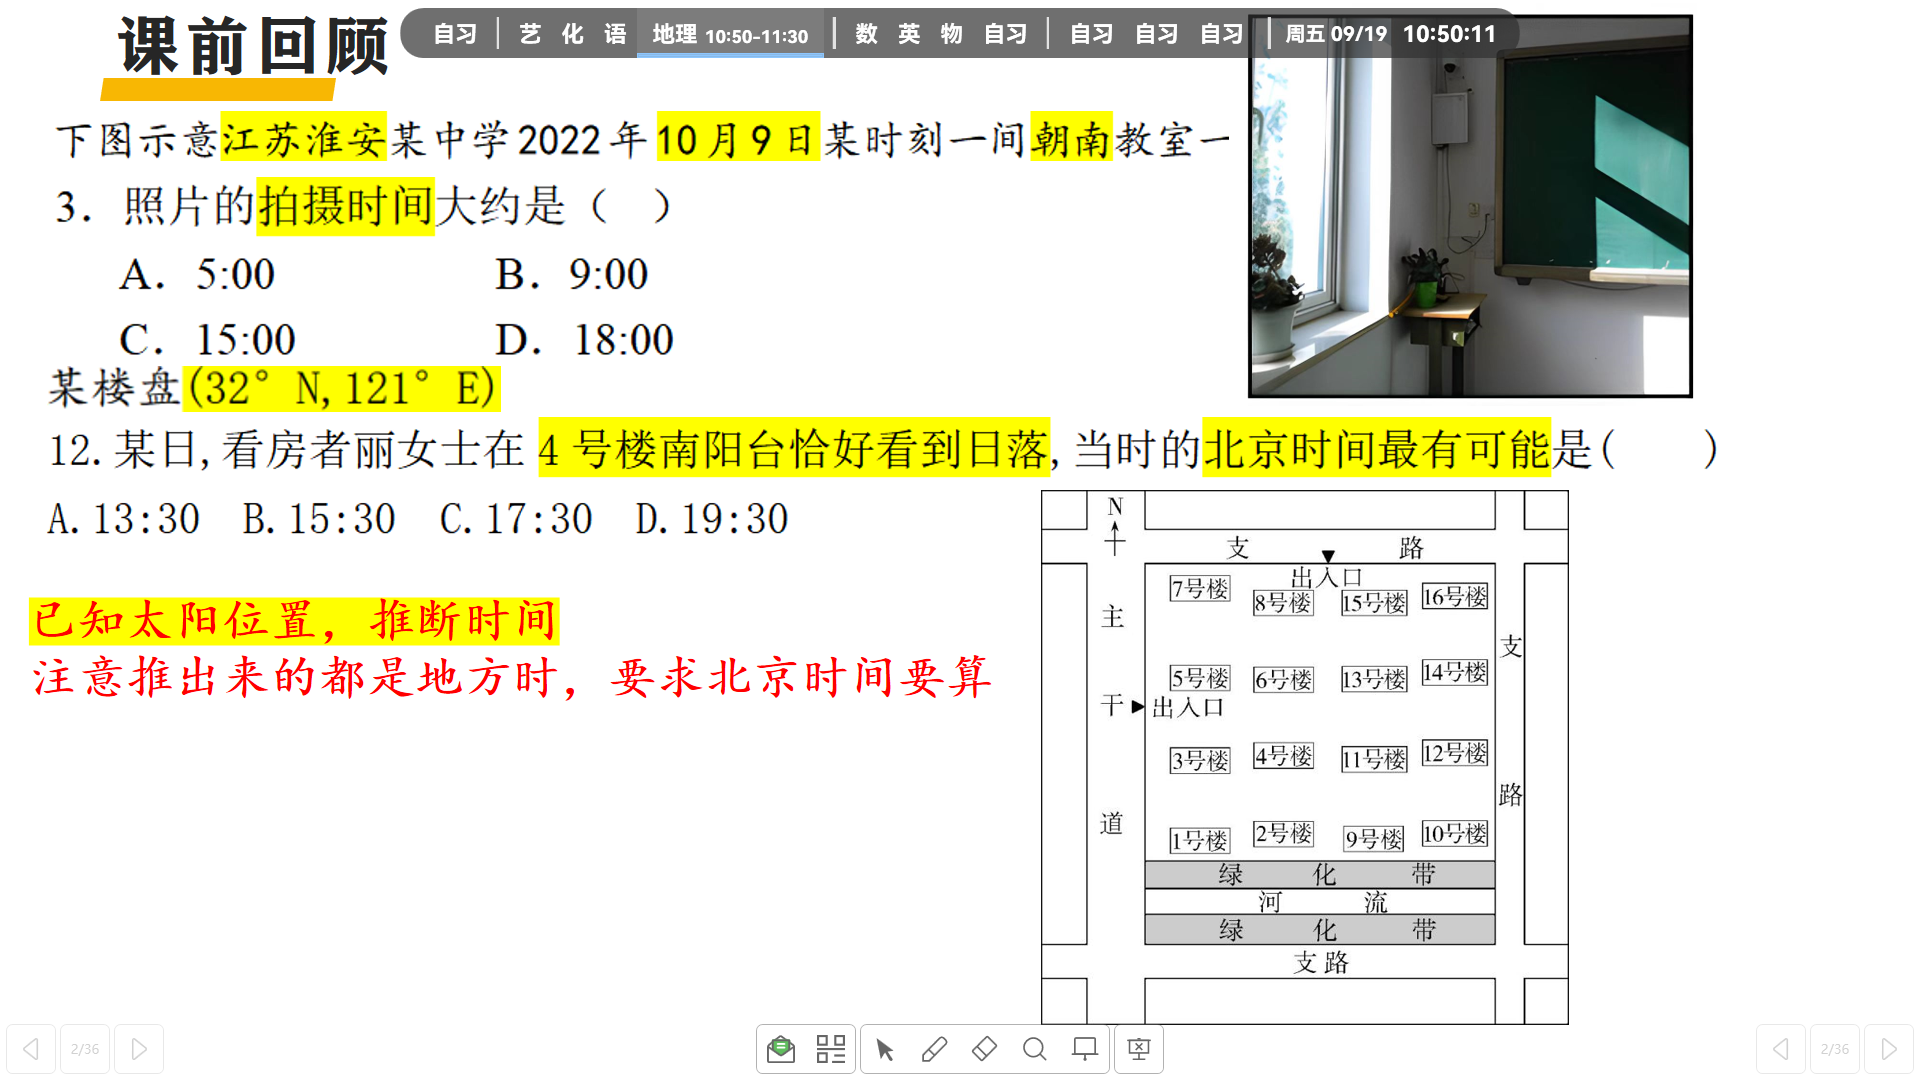 课前回顾
自习 艺 化 语 地理 10:50-11:30 数 英 物 自习 自习 自习 自习 周五 09/19 10:50:11
下图示意江苏淮安某中学2022年10月9日某时刻一间朝南教室一
3. 照片的拍摄时间大约是（ ）
A. 5:00 B. 9:00
C. 15:00 D. 18:00
某楼盘(32° N,121° E)
12.某日,看房者丽女士在 4 号楼南阳台恰好看到日落,当时的北京时间最有可能是( )
A.13:30 B.15:30 C.17:30 D.19:30
已知太阳位置，推断时间
注意推出来的都是地方时，要求北京时间要算
N
支 路
出入口
7号楼 8号楼 15号楼 16号楼
主
支
5号楼 6号楼 13号楼 14号楼
干 出入口
3号楼 4号楼 11号楼 12号楼
路
道
1号楼 2号楼 9号楼 10号楼
绿 化 带
河 流
绿 化 带
支路
2/36
2/36